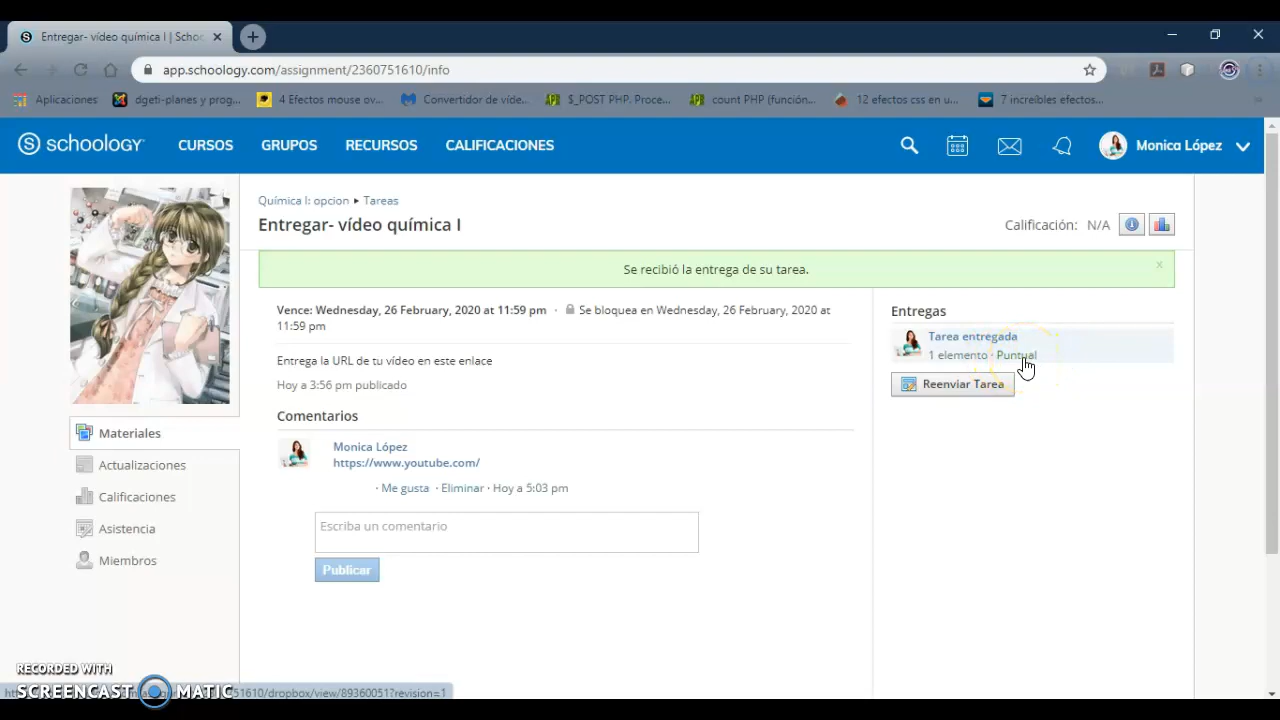 Entregar- vídeo química I | Schoo
app.schoology.com/assignment/2360751610/info
Aplicaciones
dgeti-planes y prog...
4 Efectos mouse ov...
Convertidor de víde...
$_POST PHP. Proce...
count PHP (función...
12 efectos css en u...
7 increíbles efectos...
S schoology
CURSOS
GRUPOS
RECURSOS
CALIFICACIONES
Monica López
Química I: opcion ▸ Tareas
Entregar- vídeo química I
Calificación: N/A
Se recibió la entrega de su tarea.
x
Vence: Wednesday, 26 February, 2020 at 11:59 pm · Se bloquea en Wednesday, 26 February, 2020 at
11:59 pm
Entrega la URL de tu vídeo en este enlace
Hoy a 3:56 pm publicado
Comentarios
Monica López
https://www.youtube.com/
· Me gusta · Eliminar · Hoy a 5:03 pm
Escriba un comentario
Publicar
Entregas
Tarea entregada
1 elemento · Puntual
Reenviar Tarea
Materiales
Actualizaciones
Calificaciones
Asistencia
Miembros
RECORDED WITH
SCREENCAST MATIC
51610/dropbox/view/89360051?revision=1